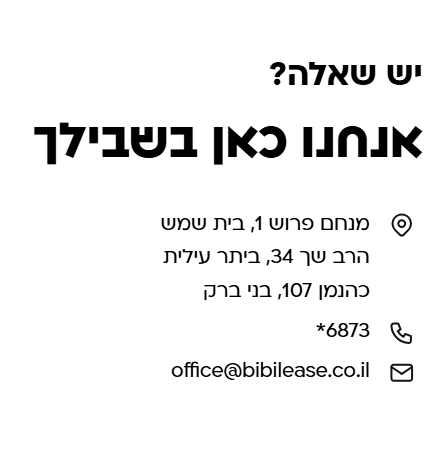 יש שאלה?
אנחנו כאן בשבילך
מנחם פרוש 1, בית שמש
הרב שך 34, ביתר עילית
כהנמן 107, בני ברק
*6873
office@bibilease.co.il